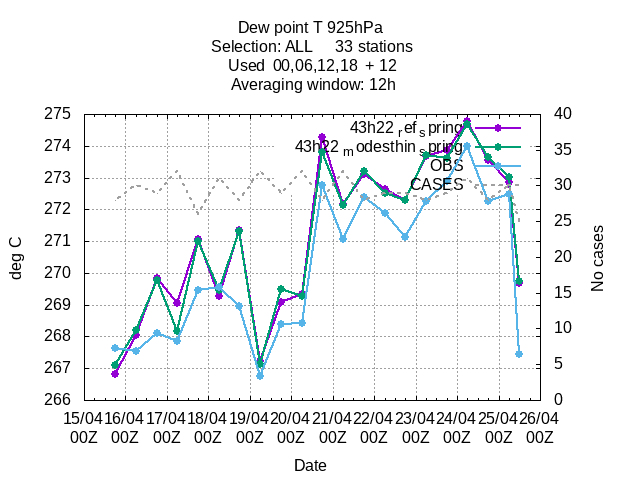 Dew point T 925hPa
Selection: ALL 33 stations
Used 00,06,12,18 + 12
Averaging window: 12h
275
274
273
272
271
270
269
268
267
266
deg C
40
35
30
25
20
15
10
5
0
No cases
43h22 ref spring
43h22 modesthin spring
OBS
CASES
15/04 16/04 17/04 18/04 19/04 20/04 21/04 22/04 23/04 24/04 25/04 26/04
00Z 00Z 00Z 00Z 00Z 00Z 00Z 00Z 00Z 00Z 00Z 00Z
Date